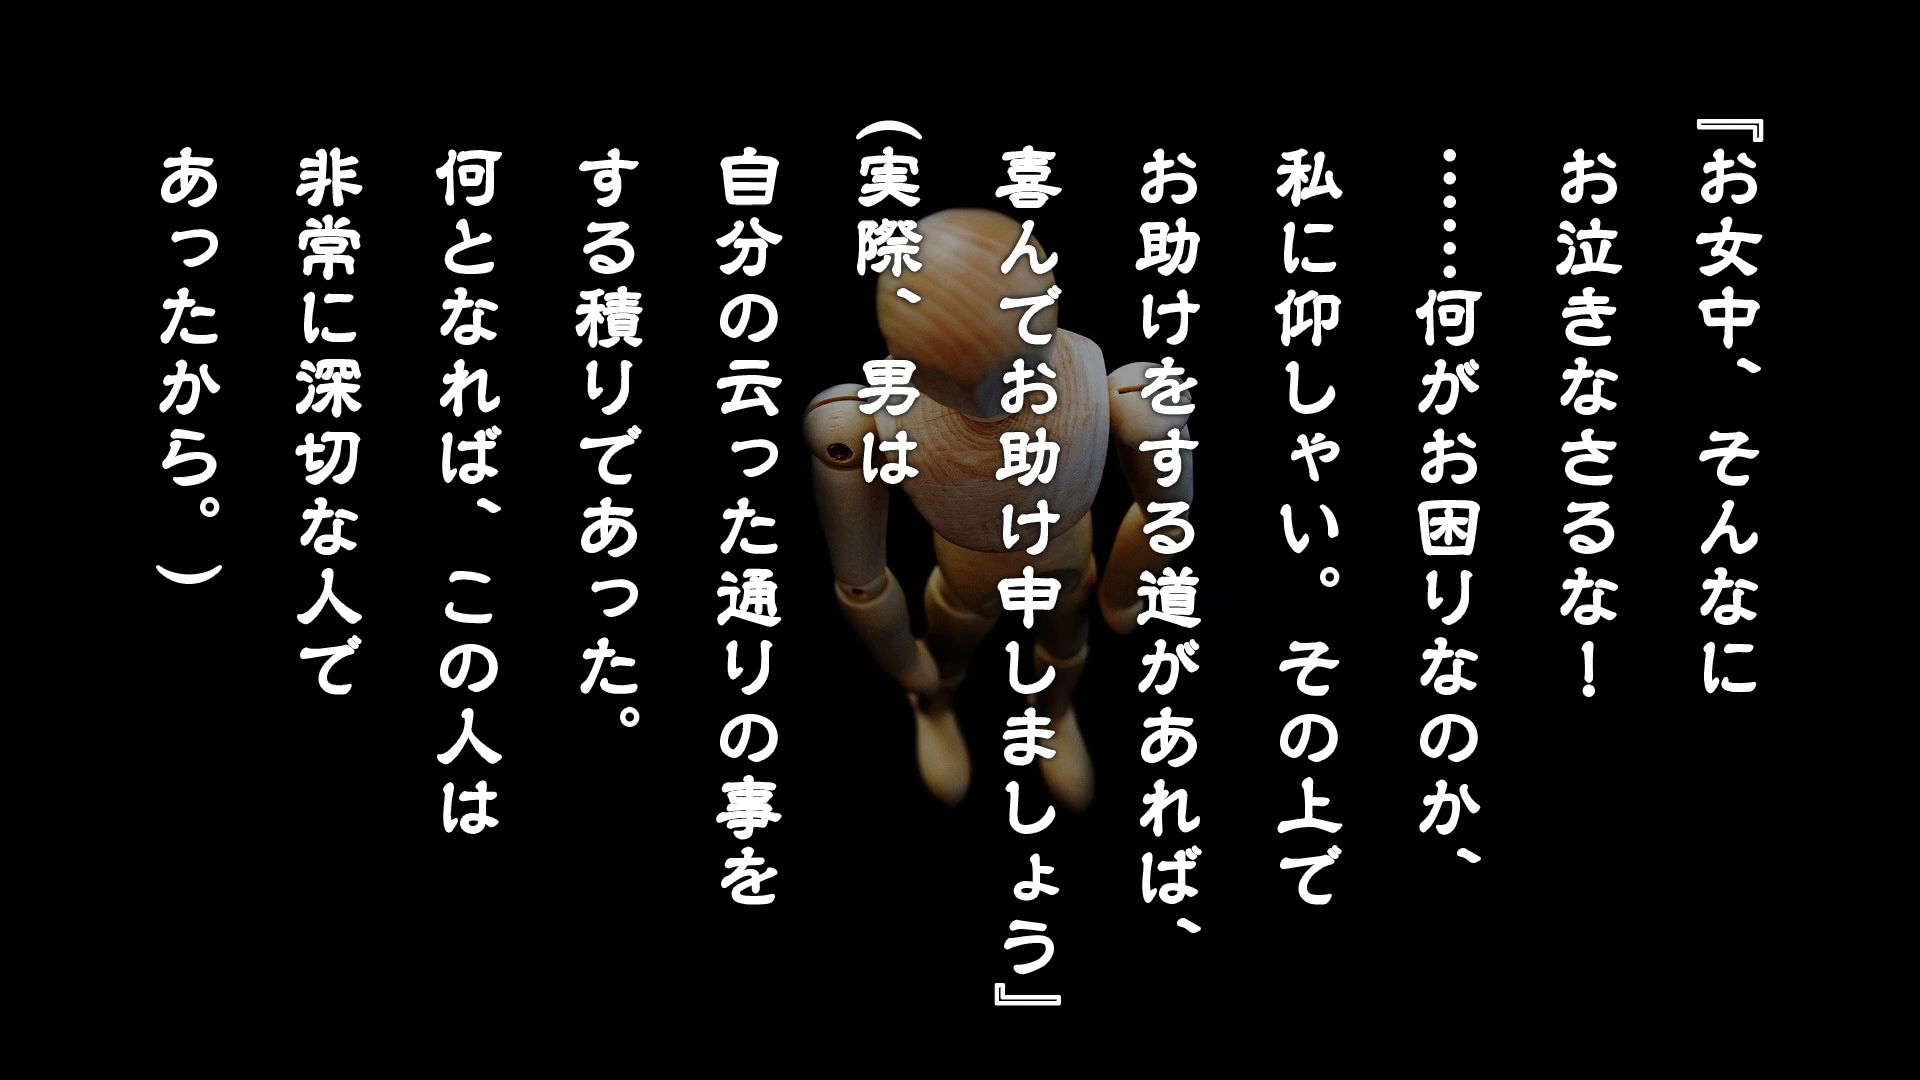 『お女中、そんなに
お泣きなさるな！
……何がお困りなのか、
私に仰しゃい。その上で
お助けをする道があれば、
喜んでお助け申しましょう』
（実際、男は
自分の云った通りの事を
する積りであった。
何となれば、この人は
非常に深切な人で
あったから。）